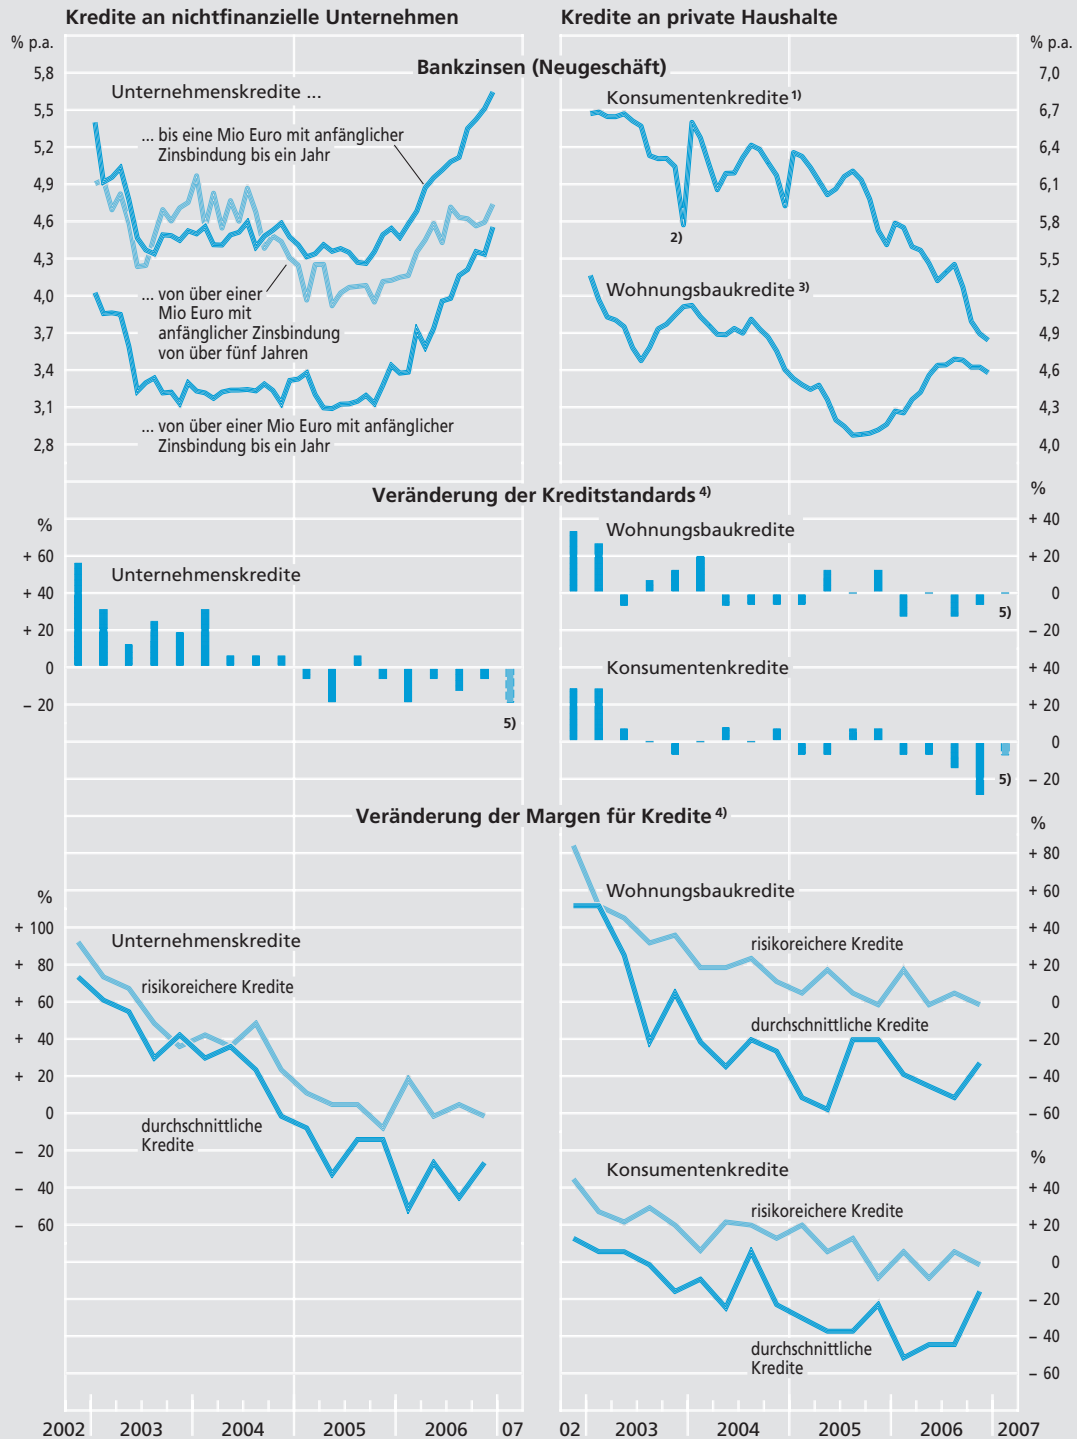 Kredite an nichtfinanzielle Unternehmen
Kredite an private Haushalte
% p.a.
% p.a.
Bankzinsen (Neugeschäft)
5,8
5,5
5,2
4,9
4,6
4,3
4,0
3,7
3,4
3,1
2,8
Unternehmenskredite ...
... bis eine Mio Euro mit anfänglicher
Zinsbindung bis ein Jahr
... von über einer
Mio Euro mit
anfänglicher Zinsbindung
von über fünf Jahren
... von über einer Mio Euro mit anfänglicher
Zinsbindung bis ein Jahr
Konsumentenkredite 1)
2)
Wohnungsbaukredite 3)
7,0
6,7
6,4
6,1
5,8
5,5
5,2
4,9
4,6
4,3
4,0
Veränderung der Kreditstandards 4)
%
+ 60
+ 40
+ 20
0
– 20
Unternehmenskredite
5)
%
Wohnungsbaukredite
+ 40
+ 20
0
– 20
5)
Konsumentenkredite
+ 40
+ 20
0
– 20
5)
Veränderung der Margen für Kredite 4)
%
+ 100
+ 80
+ 60
+ 40
+ 20
0
– 20
– 40
– 60
Unternehmenskredite
risikoreichere Kredite
durchschnittliche
Kredite
%
+ 80
+ 60
+ 40
+ 20
0
– 20
– 40
– 60
Wohnungsbaukredite
risikoreichere Kredite
durchschnittliche Kredite
%
+ 40
+ 20
0
– 20
– 40
– 60
Konsumentenkredite
risikoreichere Kredite
durchschnittliche
Kredite
2002 2003 2004 2005 2006 07
02 2003 2004 2005 2006 2007